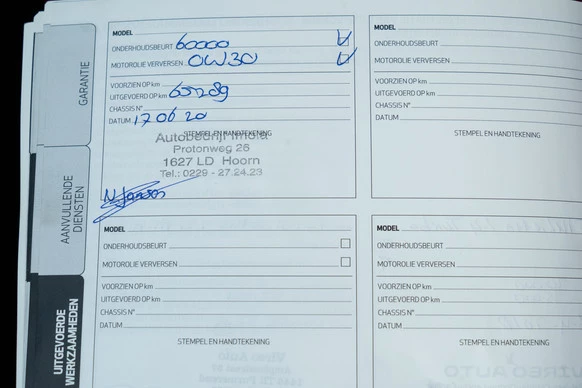 GARANTIE
AANVULLENDE
DIENSTEN
UITGEVOERDE
WERKZAAMHEDEN
MODEL
ONDERHOUDSBEURT 60000
MOTOROLIE VERVERSEN 0W30
VOORZIEN OP km
UITGEVOERD OP km
CHASSIS N°
DATUM 17 06 20
STEMPEL EN HANDTEKENING
Autobedrijf Imola
Protonweg 26
1627 LD Hoorn
Tel.: 0229 - 27.24.23
N. Jansen
MODEL
ONDERHOUDSBEURT
MOTOROLIE VERVERSEN
VOORZIEN OP km
UITGEVOERD OP km
CHASSIS N°
DATUM
STEMPEL EN HANDTEKENING
MODEL
ONDERHOUDSBEURT
MOTOROLIE VERVERSEN
VOORZIEN OP km
UITGEVOERD OP km
CHASSIS N°
DATUM
STEMPEL EN HANDTEKENING
MODEL
ONDERHOUDSBEURT
MOTOROLIE VERVERSEN
VOORZIEN OP km
UITGEVOERD OP km
CHASSIS N°
DATUM
STEMPEL EN HANDTEKENING